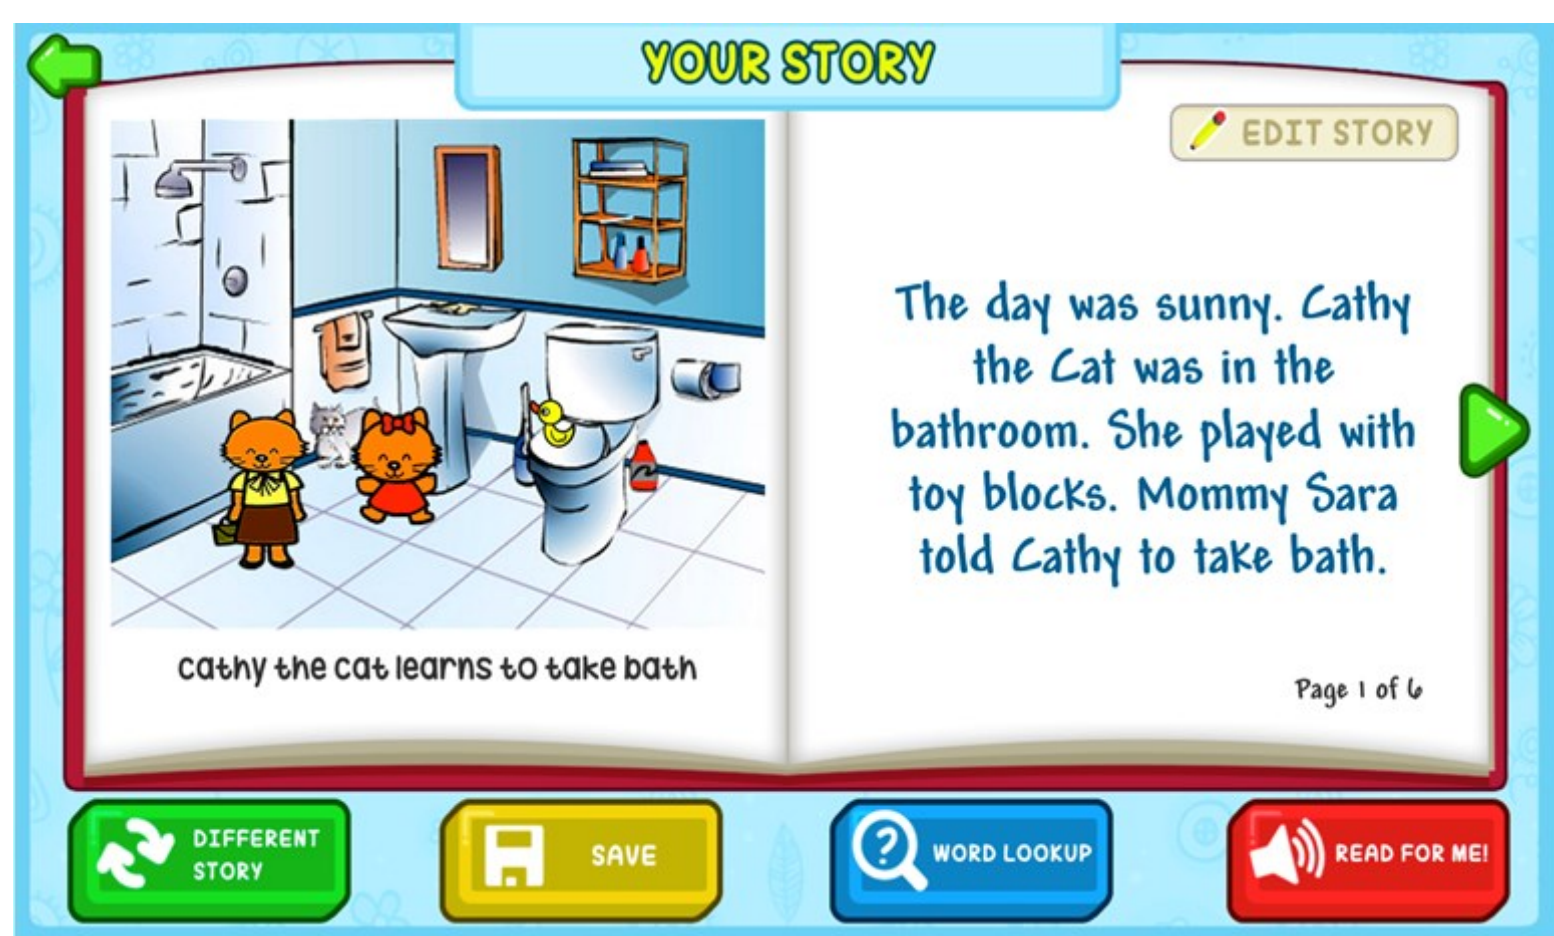 YOUR STORY
EDIT STORY
The day was sunny. Cathy
the Cat was in the
bathroom. She played with
toy blocks. Mommy Sara
told Cathy to take bath.
cathy the cat learns to take bath
Page 1 of 6
DIFFERENT
STORY
SAVE
WORD LOOKUP
READ FOR ME!